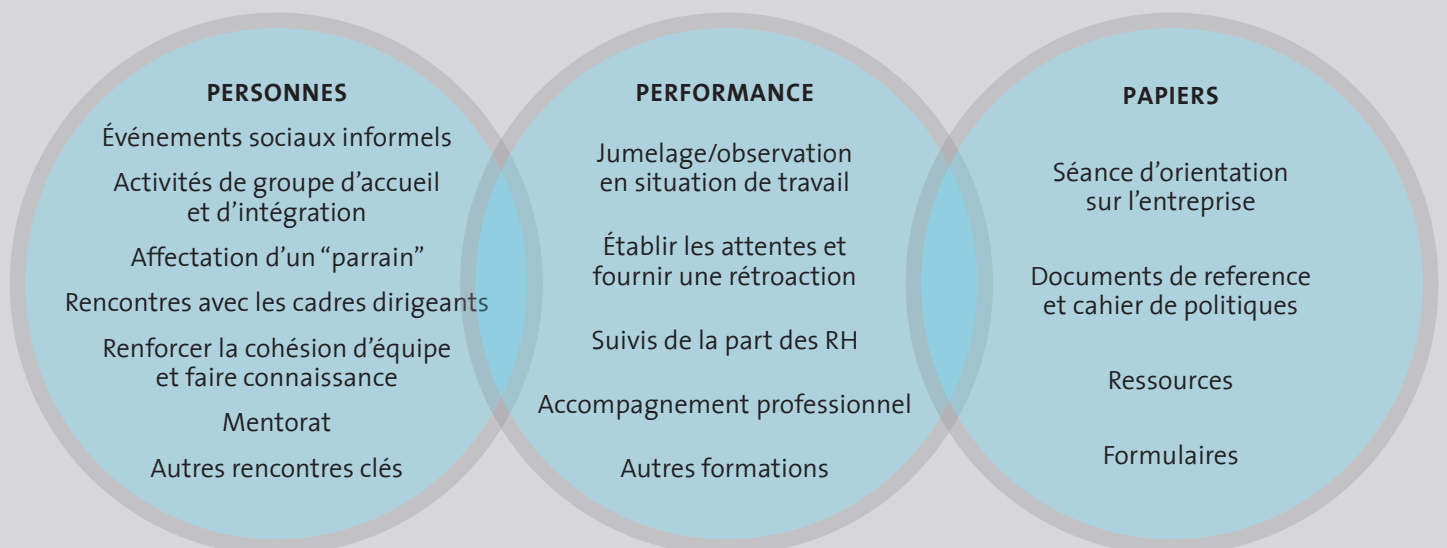 PERSONNES
Événements sociaux informels
Activités de groupe d’accueil
et d’intégration
Affectation d’un “parrain”
Rencontres avec les cadres dirigeants
Renforcer la cohésion d’équipe
et faire connaissance
Mentorat
Autres rencontres clés
PERFORMANCE
Jumelage/observation
en situation de travail
Établir les attentes et
fournir une rétroaction
Suivis de la part des RH
Accompagnement professionnel
Autres formations
PAPIERS
Séance d’orientation
sur l’entreprise
Documents de reference
et cahier de politiques
Ressources
Formulaires